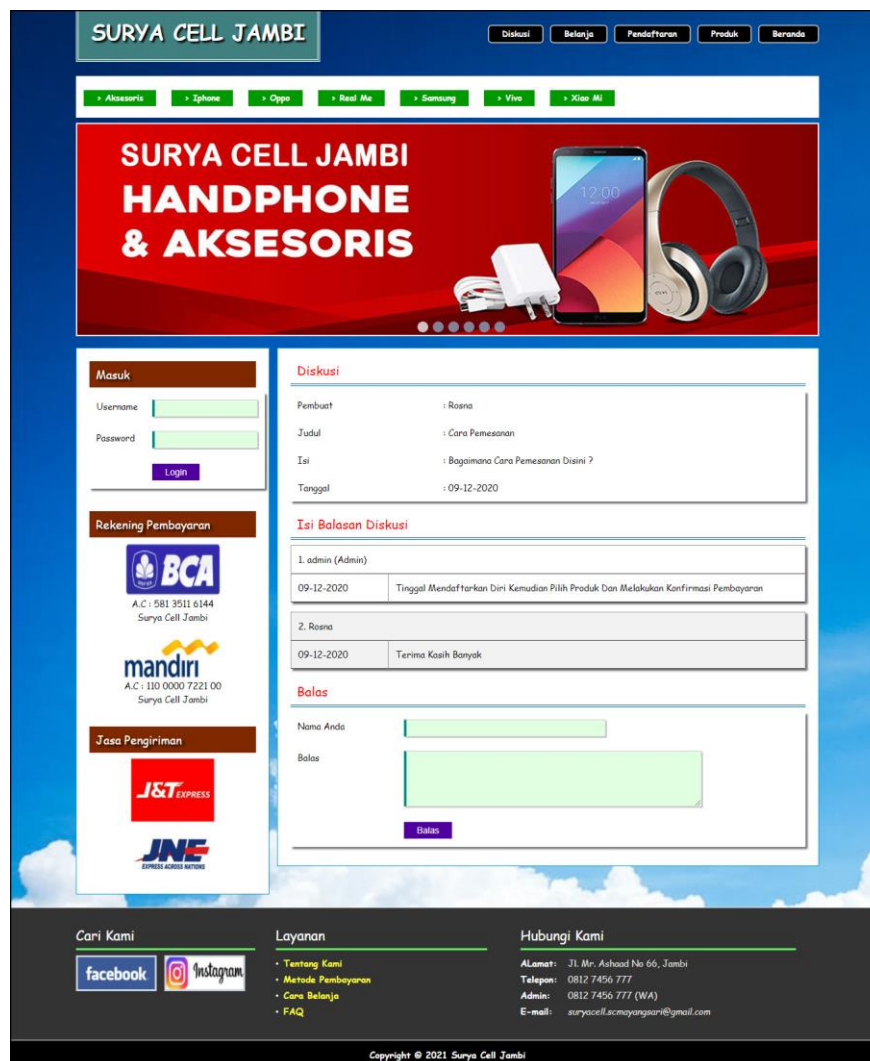 SURYA CELL JAMBI
Diskusi Belanja Pendaftaran Produk Beranda
› Aksesoris › Iphone › Oppo › Real Me › Samsung › Vivo › Xiao Mi
SURYA CELL JAMBI
HANDPHONE
& AKSESORIS
12:00
Masuk
Username
Password
Login
Rekening Pembayaran
BCA
A.C : 581 3511 6144
Surya Cell Jambi
mandiri
A.C : 110 0000 7221 00
Surya Cell Jambi
Jasa Pengiriman
J&T EXPRESS
JNE
EXPRESS ACROSS NATIONS
Diskusi
Pembuat : Rosna
Judul : Cara Pemesanan
Isi : Bagaimana Cara Pemesanan Disini ?
Tanggal : 09-12-2020
Isi Balasan Diskusi
1. admin (Admin)
09-12-2020 Tinggal Mendaftarkan Diri Kemudian Pilih Produk Dan Melakukan Konfirmasi Pembayaran
2. Rosna
09-12-2020 Terima Kasih Banyak
Balas
Nama Anda
Balas
Balas
Cari Kami
facebook Instagram
Layanan
• Tentang Kami
• Metode Pembayaran
• Cara Belanja
• FAQ
Hubungi Kami
ALamat: Jl. Mr. Ashaad No 66, Jambi
Telepon: 0812 7456 777
Admin: 0812 7456 777 (WA)
E-mail: suryacell.scmayangsari@gmail.com
Copyright © 2021 Surya Cell Jambi